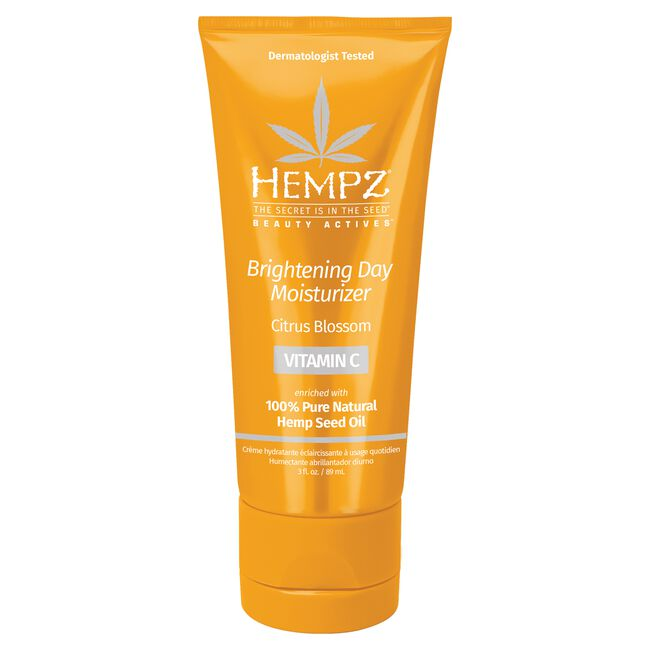 Dermatologist Tested
HEMPZ
THE SECRET IS IN THE SEED®
BEAUTY ACTIVES™
Brightening Day
Moisturizer
Citrus Blossom
VITAMIN C
enriched with
100% Pure Natural
Hemp Seed Oil
Crème hydratante éclaircissante à usage quotidien
Humectante abrillantador diurno
3 fl. oz. / 89 mL